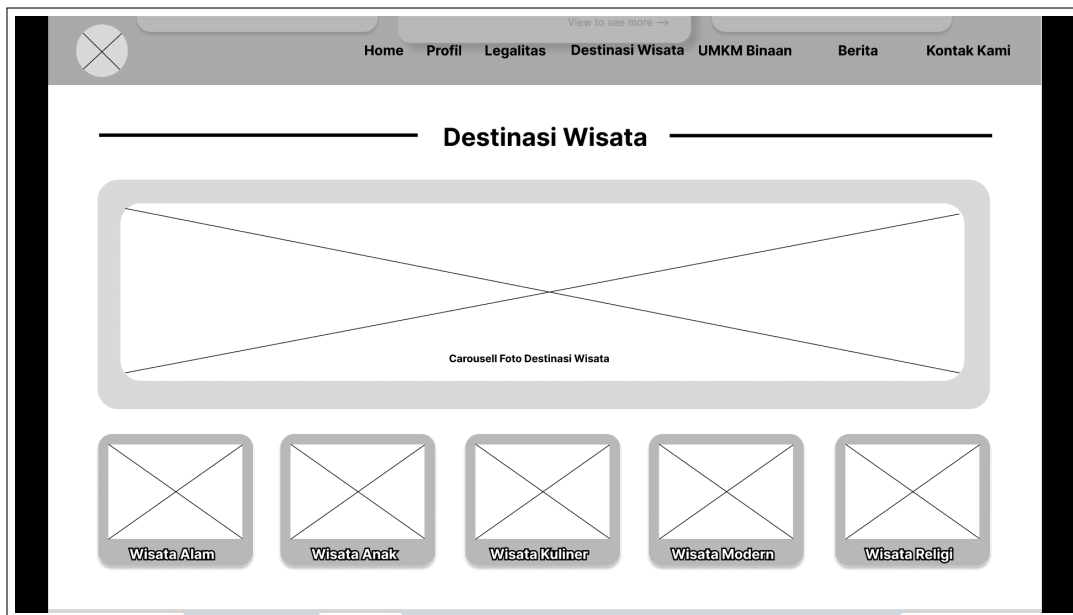 View to see more →
Home Profil Legalitas Destinasi Wisata UMKM Binaan Berita Kontak Kami
Destinasi Wisata
Carousell Foto Destinasi Wisata
Wisata Alam
Wisata Anak
Wisata Kuliner
Wisata Modern
Wisata Religi